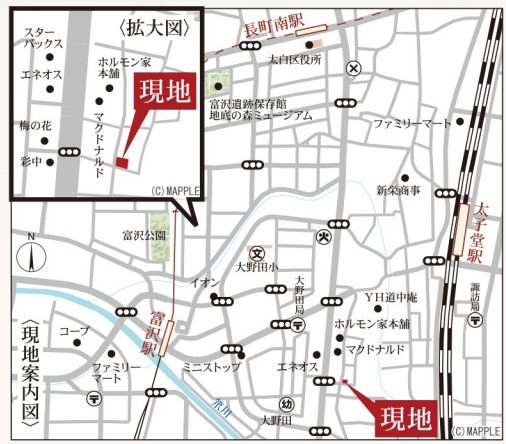 〈拡大図〉
スター
バックス
エネオス
ホルモン家
本舗
現地
梅の花
マクドナルド
彩中
(C)MAPPLE
長町南駅
太白区役所
富沢遺跡保存館
地底の森ミュージアム
ファミリーマート
新栄商事
太子堂駅
N
富沢公園
火
文
大野田小
イオン
大野田局
YH道中庵
諏訪局
ホルモン家本舗
マクドナルド
富沢駅
コープ
ファミリー
マート
ミニストップ
エネオス
〈現地案内図〉
笊川
幼
大野田
現地
(C)MAPPLE